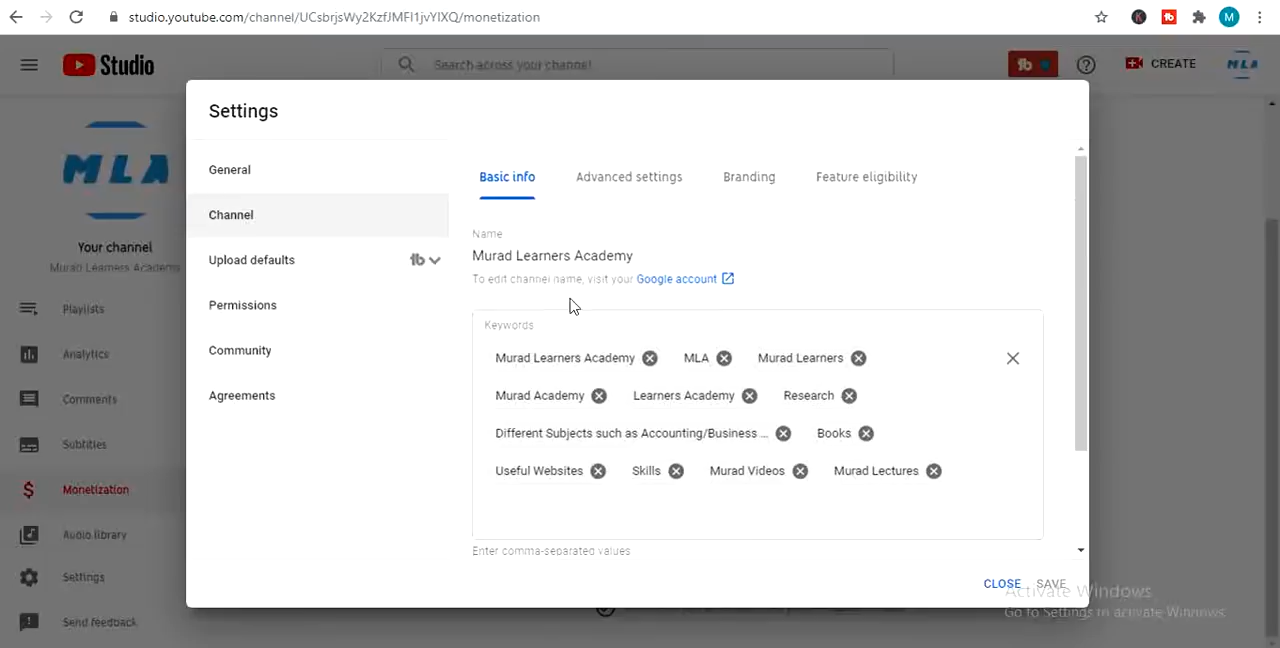 studio.youtube.com/channel/UCsbrjsWy2KzfJMFI1jvYIXQ/monetization
K
tb
M
Studio
Search across your channel
tb
CREATE
MLA
MLA
Your channel
Murad Learners Academy
Playlists
Analytics
Comments
Subtitles
Monetization
Audio library
Settings
Send feedback
Settings
General
Channel
Upload defaults
tb
Permissions
Community
Agreements
Basic info Advanced settings Branding Feature eligibility
Name
Murad Learners Academy
To edit channel name, visit your Google account
Keywords
Murad Learners Academy MLA Murad Learners
Murad Academy Learners Academy Research
Different Subjects such as Accounting/Business ... Books
Useful Websites Skills Murad Videos Murad Lectures
Enter comma-separated values
CLOSE SAVE
Activate Windows
Go to Settings to activate Windows.